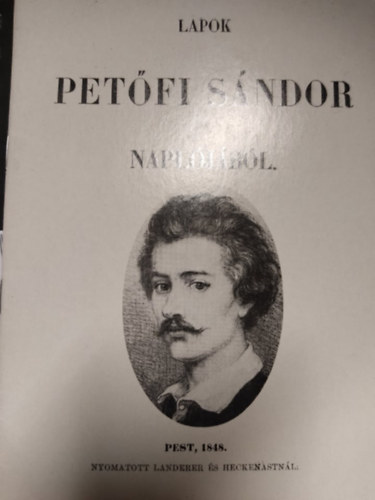 LAPOK
PETŐFI SÁNDOR
NAPLÓJÁBÓL.
PEST, 1848.
NYOMATOTT LANDERER ÉS HECKENASTNÁL.